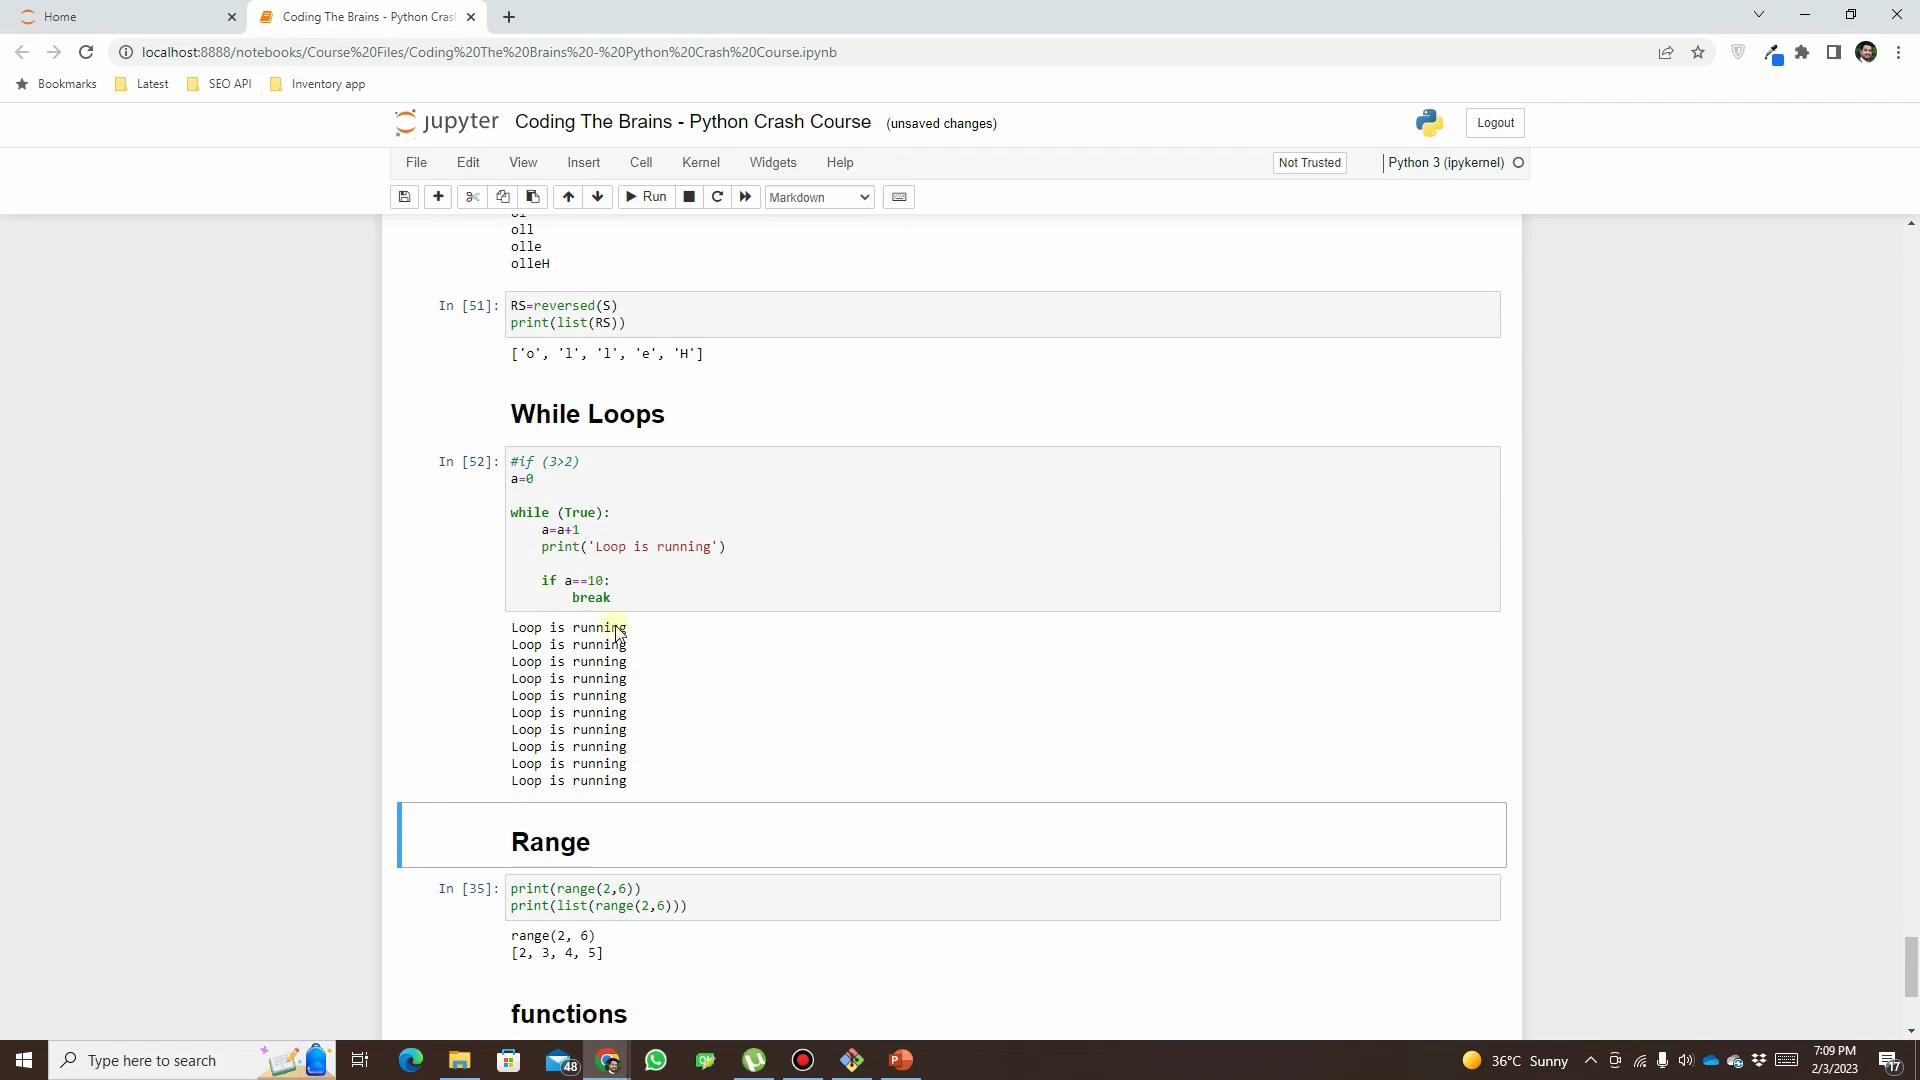 Home
Coding The Brains - Python Cras
localhost:8888/notebooks/Course%20Files/Coding%20The%20Brains%20-%20Python%20Crash%20Course.ipynb
Bookmarks Latest SEO API Inventory app
jupyter Coding The Brains - Python Crash Course (unsaved changes)
Logout
File Edit View Insert Cell Kernel Widgets Help
Not Trusted Python 3 (ipykernel)
Run Markdown
ol
oll
olle
olleH
In [51]: RS=reversed(S)
print(list(RS))
['o', 'l', 'l', 'e', 'H']
While Loops
In [52]: #if (3>2)
a=0
while (True):
a=a+1
print('Loop is running')
if a==10:
break
Loop is running
Loop is running
Loop is running
Loop is running
Loop is running
Loop is running
Loop is running
Loop is running
Loop is running
Loop is running
Range
In [35]: print(range(2,6))
print(list(range(2,6)))
range(2, 6)
[2, 3, 4, 5]
functions
Type here to search
48
36°C Sunny
7:09 PM
2/3/2023
17